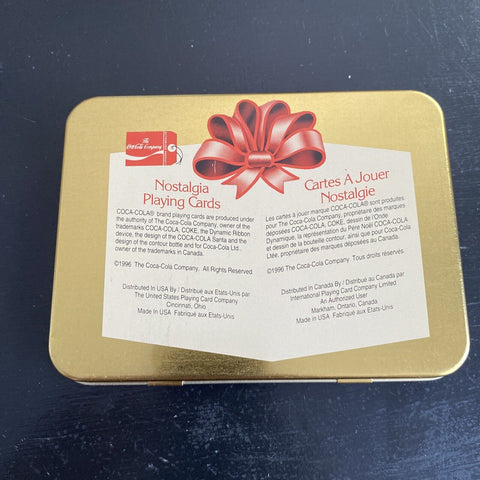 The
Coca-Cola Company
Nostalgia
Playing Cards
COCA-COLA® brand playing cards are produced under
the authority of The Coca-Cola Company, owner of the
trademarks COCA-COLA, COKE, the Dynamic Ribbon
device, the design of the COCA-COLA Santa and the
design of the contour bottle and for Coca-Cola Ltd.,
owner of the trademarks in Canada.
©1996 The Coca-Cola Company. All Rights Reserved
Distributed In USA By / Distribué aux Etats-Unis par
The United States Playing Card Company
Cincinnati, Ohio
Made in USA Fabriqué aux Etats-Unis
Cartes À Jouer
Nostalgie
Les cartes à jouer marque COCA-COLA® sont produites
pour The Coca-Cola Company, propriétaire des marques
déposées COCA-COLA, COKE, dessin de l'Onde
Dynamique, la représentation du Père Noël COCA-COLA
et dessin de la bouteille contour, ainsi que pour Coca-Cola
Ltée, propriétaire des marques déposées au Canada.
©1996 The Coca-Cola Company Tous droits réservés.
Distributed in Canada By / Distribué au Canada par
International Playing Card Company Limited
An Authorized User
Markham, Ontario, Canada
Made in USA Fabriqué aux Etats-Unis